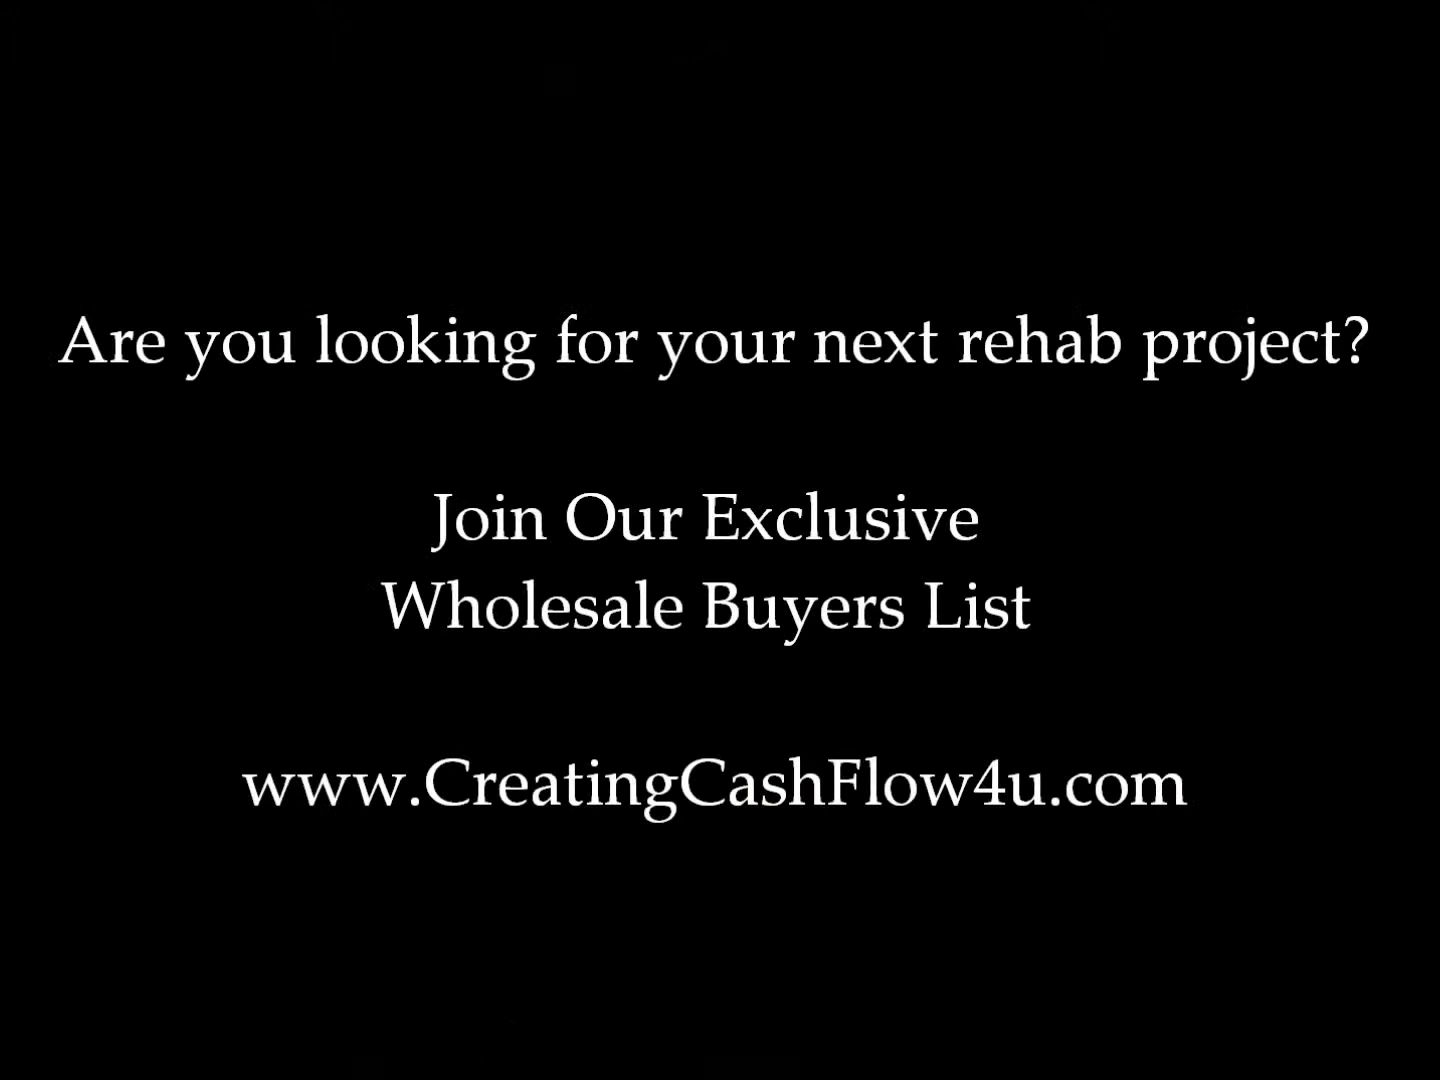 Are you looking for your next rehab project?
Join Our Exclusive
Wholesale Buyers List
www.CreatingCashFlow4u.com